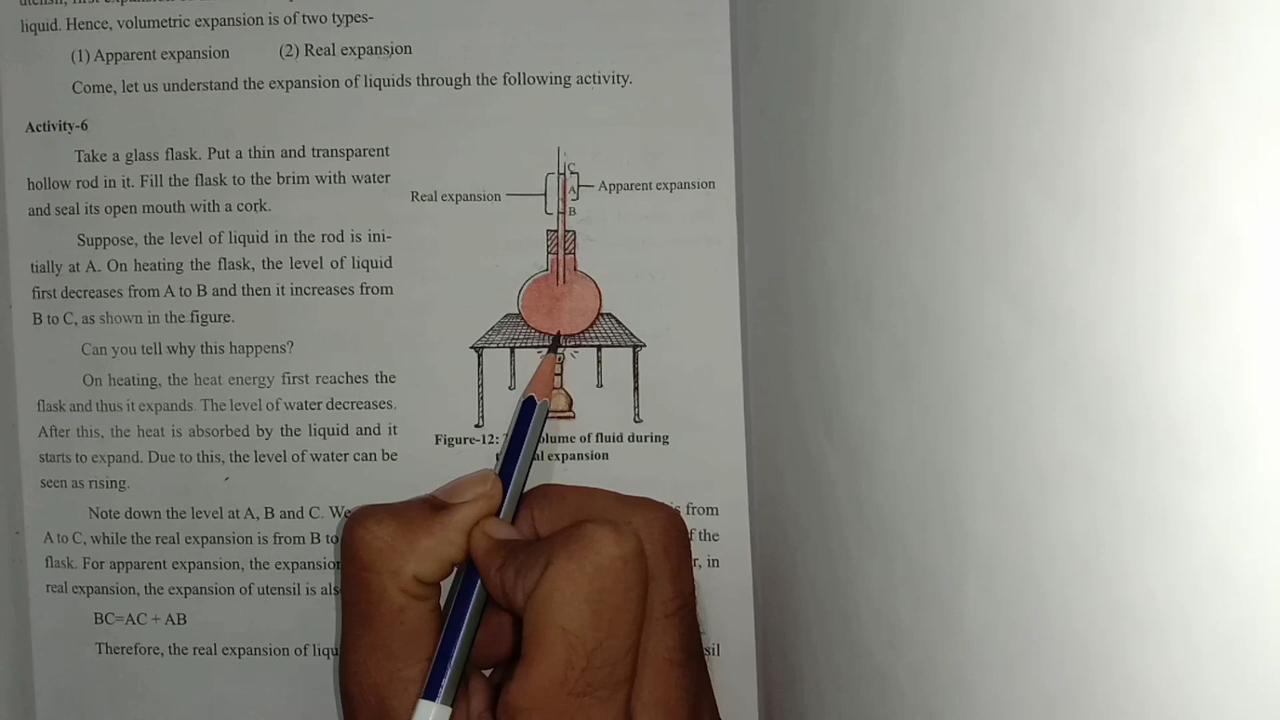 liquid. Hence, volumetric expansion is of two types-
(1) Apparent expansion (2) Real expansion
Come, let us understand the expansion of liquids through the following activity.
Activity-6
Take a glass flask. Put a thin and transparent
hollow rod in it. Fill the flask to the brim with water
and seal its open mouth with a cork.
Suppose, the level of liquid in the rod is ini-
tially at A. On heating the flask, the level of liquid
first decreases from A to B and then it increases from
B to C, as shown in the figure.
Can you tell why this happens?
On heating, the heat energy first reaches the
flask and thus it expands. The level of water decreases.
After this, the heat is absorbed by the liquid and it
starts to expand. Due to this, the level of water can be
seen as rising.
C
Real expansion
A
Apparent expansion
B
Figure-12: volume of fluid during
expansion
Note down the level at A, B and C. We from
A to C, while the real expansion is from B to the
flask. For apparent expansion, the in
real expansion, the expansion of utensil is
BC=AC + AB
Therefore, the real expansion of